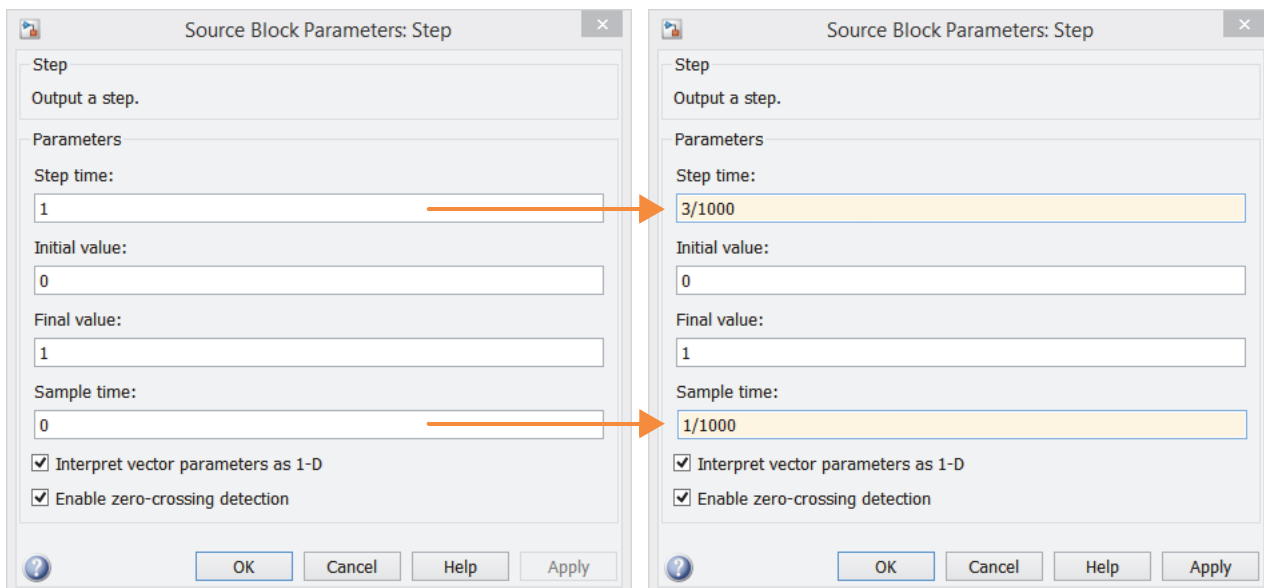 Source Block Parameters: Step
Step
Output a step.
Parameters
Step time:
1
Initial value:
0
Final value:
1
Sample time:
0
Interpret vector parameters as 1-D
Enable zero-crossing detection
OK Cancel Help Apply
Source Block Parameters: Step
Step
Output a step.
Parameters
Step time:
3/1000
Initial value:
0
Final value:
1
Sample time:
1/1000
Interpret vector parameters as 1-D
Enable zero-crossing detection
OK Cancel Help Apply